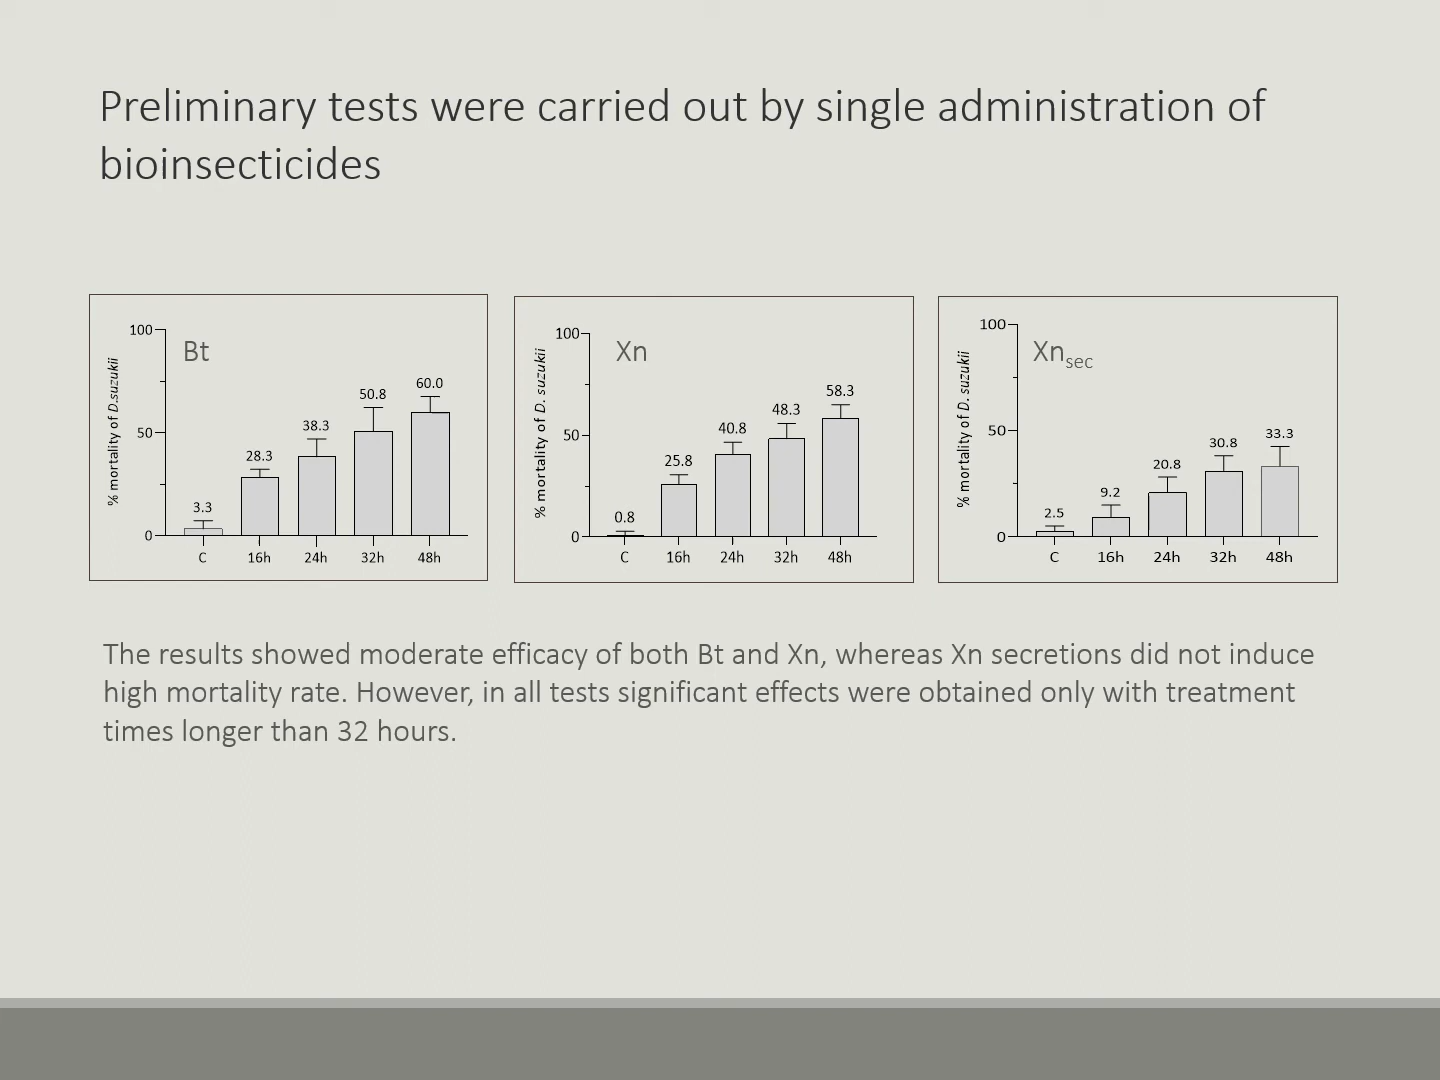 Preliminary tests were carried out by single administration of
bioinsecticides
Bt
% mortality of D.suzukii
100
50
0
3.3
28.3
38.3
50.8
60.0
C
16h
24h
32h
48h
Xn
% mortality of D. suzukii
100
50
0
0.8
25.8
40.8
48.3
58.3
C
16h
24h
32h
48h
Xnsec
% mortality of D. suzukii
100
50
0
2.5
9.2
20.8
30.8
33.3
C
16h
24h
32h
48h
The results showed moderate efficacy of both Bt and Xn, whereas Xn secretions did not induce
high mortality rate. However, in all tests significant effects were obtained only with treatment
times longer than 32 hours.